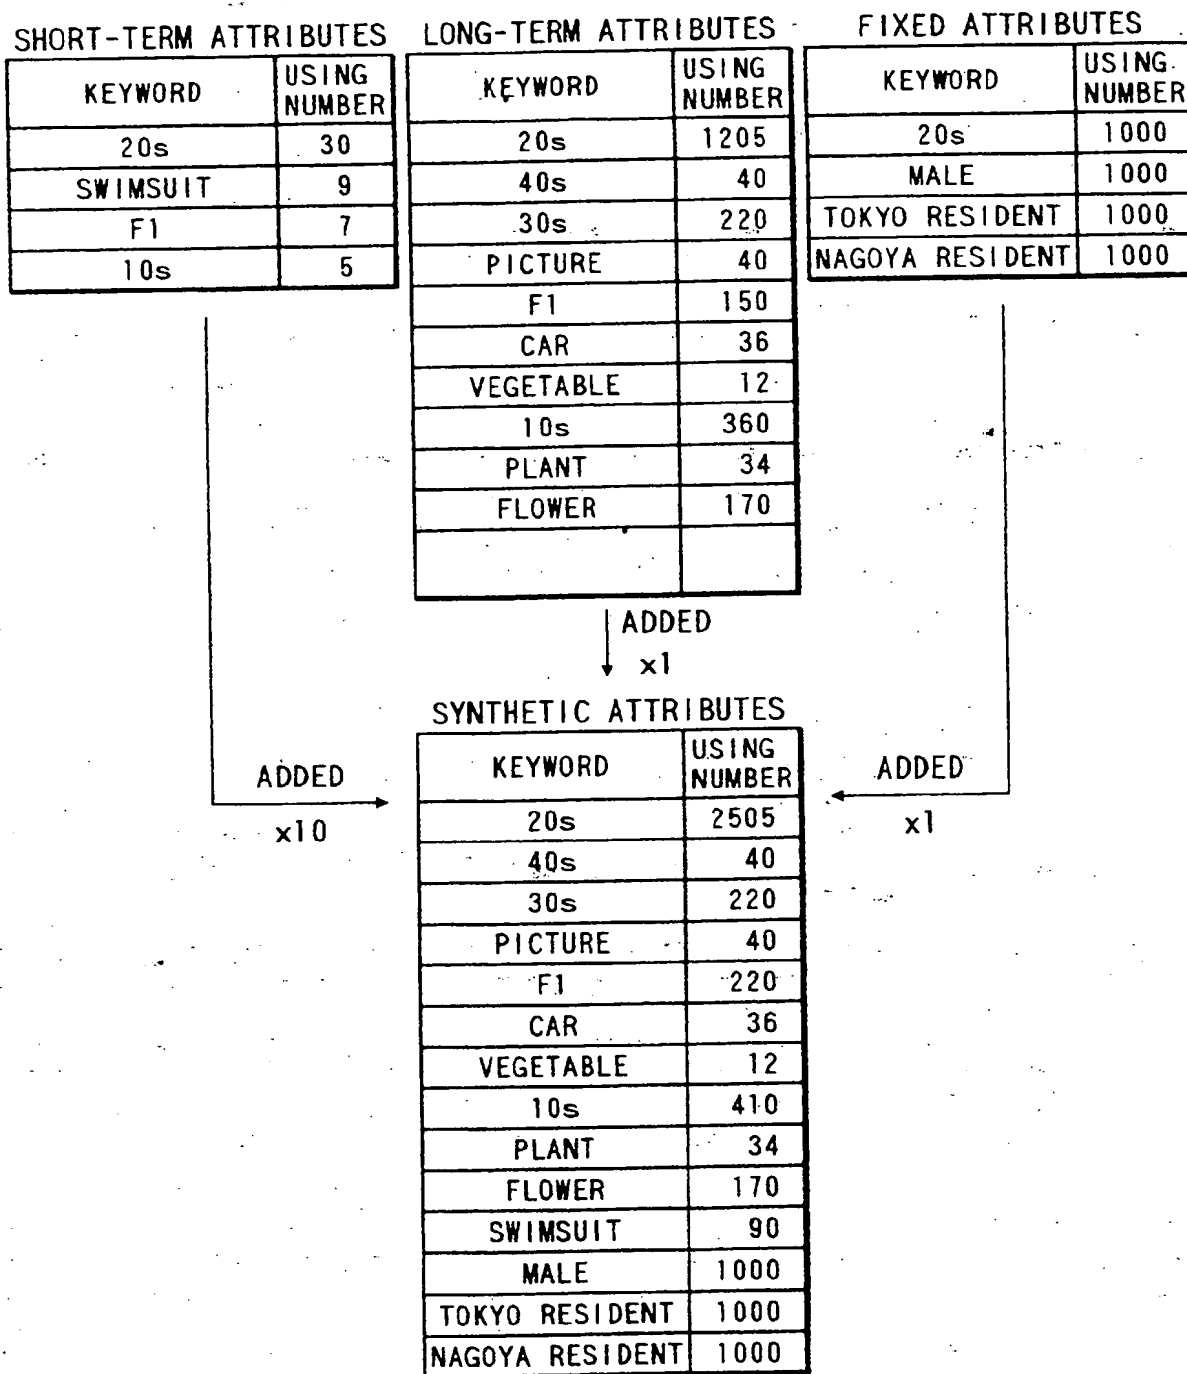 SHORT-TERM ATTRIBUTES
KEYWORD USING NUMBER
20s 30
SWIMSUIT 9
F1 7
10s 5
LONG-TERM ATTRIBUTES
KEYWORD USING NUMBER
20s 1205
40s 40
30s 220
PICTURE 40
F1 150
CAR 36
VEGETABLE 12
10s 360
PLANT 34
FLOWER 170
FIXED ATTRIBUTES
KEYWORD USING NUMBER
20s 1000
MALE 1000
TOKYO RESIDENT 1000
NAGOYA RESIDENT 1000
ADDED
x1
ADDED
x10
ADDED
x1
SYNTHETIC ATTRIBUTES
KEYWORD USING NUMBER
20s 2505
40s 40
30s 220
PICTURE 40
F1 220
CAR 36
VEGETABLE 12
10s 410
PLANT 34
FLOWER 170
SWIMSUIT 90
MALE 1000
TOKYO RESIDENT 1000
NAGOYA RESIDENT 1000